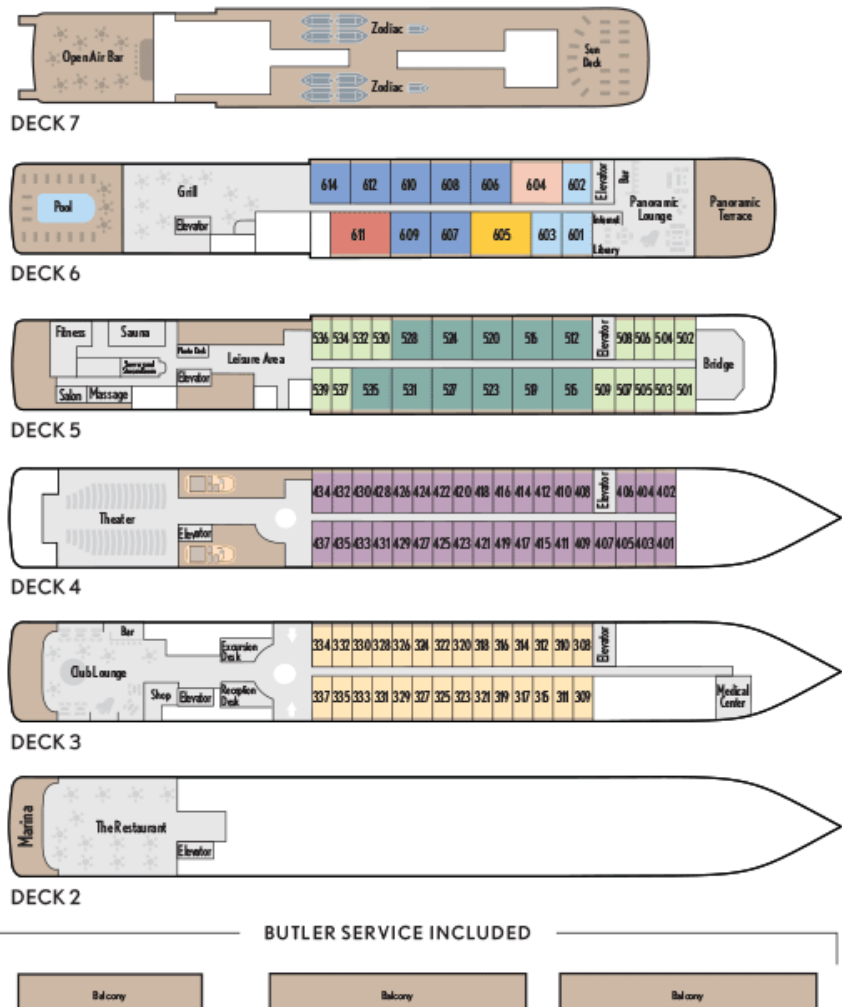 Open Air Bar
Zodiac
Zodiac
Sun
Deck
DECK 7
Pool
Grill
Elevator
614 612 610 608 606 604 602
611 609 607 605 603 601
Elevator
Bar
Internet
Library
Panoramic
Lounge
Panoramic
Terrace
DECK 6
Fitness
Sauna
Salon
Massage
Elevator
Leisure Area
536 534 532 530 528 524 520 516 512
Elevator
508 506 504 502
539 537 535 531 527 523 519 515 509 507 505 503 501
Bridge
DECK 5
Theater
Elevator
434 432 430 428 426 424 422 420 418 416 414 412 410 408
Elevator
406 404 402
437 435 433 431 429 427 425 423 421 419 417 415 411 409 407 405 403 401
DECK 4
Bar
Club Lounge
Shop
Elevator
Excursion
Desk
Reception
Desk
334 332 330 328 326 324 322 320 318 316 314 312 310 308
Elevator
337 335 333 331 329 327 325 323 321 319 317 315 311 309
Medical
Center
DECK 3
Marina
The Restaurant
Elevator
DECK 2
BUTLER SERVICE INCLUDED
Balcony
Balcony
Balcony